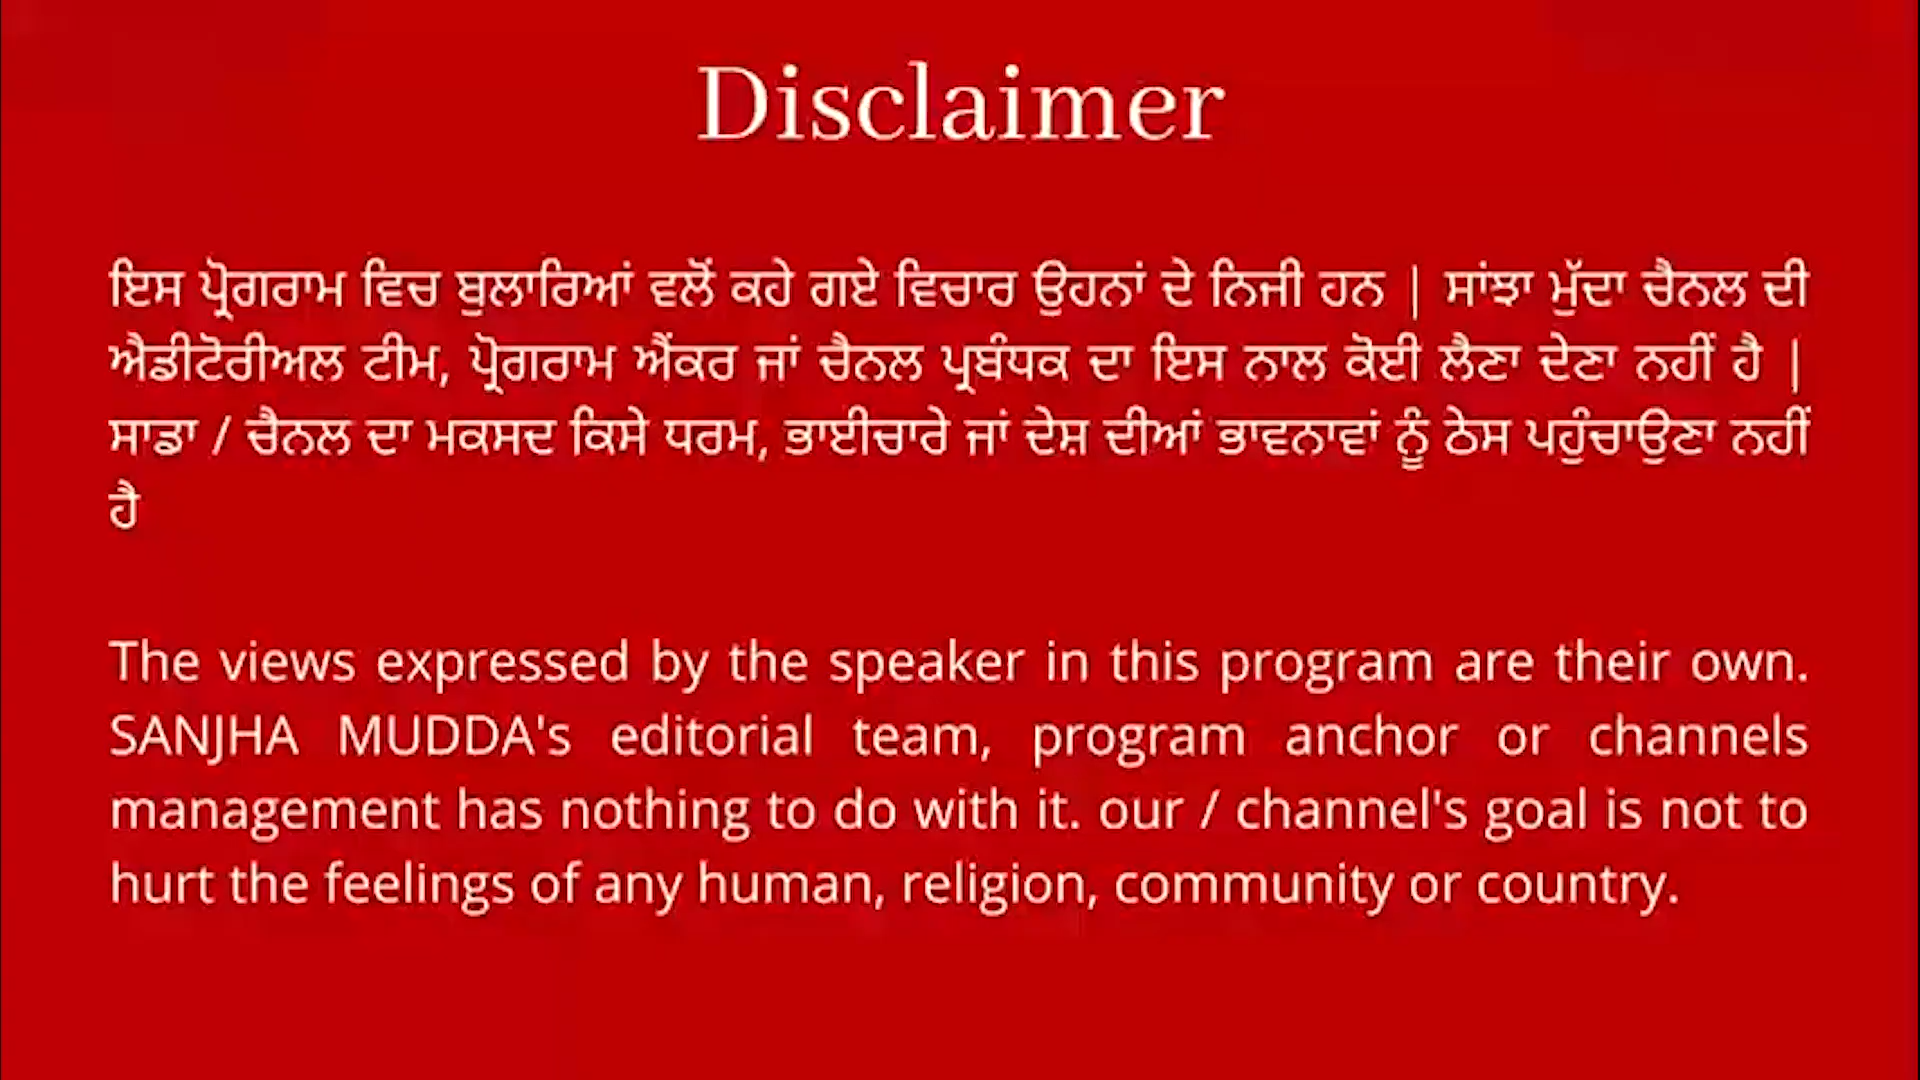 Disclaimer
ਇਸ ਪ੍ਰੋਗਰਾਮ ਵਿਚ ਬੁਲਾਰਿਆਂ ਵਲੋਂ ਕਹੇ ਗਏ ਵਿਚਾਰ ਉਹਨਾਂ ਦੇ ਨਿਜੀ ਹਨ | ਸਾਂਝਾ ਮੁੱਦਾ ਚੈਨਲ ਦੀ
ਐਡੀਟੋਰੀਅਲ ਟੀਮ, ਪ੍ਰੋਗਰਾਮ ਐਂਕਰ ਜਾਂ ਚੈਨਲ ਪ੍ਰਬੰਧਕ ਦਾ ਇਸ ਨਾਲ ਕੋਈ ਲੈਣਾ ਦੇਣਾ ਨਹੀਂ ਹੈ |
ਸਾਡਾ / ਚੈਨਲ ਦਾ ਮਕਸਦ ਕਿਸੇ ਧਰਮ, ਭਾਈਚਾਰੇ ਜਾਂ ਦੇਸ਼ ਦੀਆਂ ਭਾਵਨਾਵਾਂ ਨੂੰ ਠੇਸ ਪਹੁੰਚਾਉਣਾ ਨਹੀਂ
ਹੈ
The views expressed by the speaker in this program are their own.
SANJHA MUDDA's editorial team, program anchor or channels
management has nothing to do with it. our / channel's goal is not to
hurt the feelings of any human, religion, community or country.